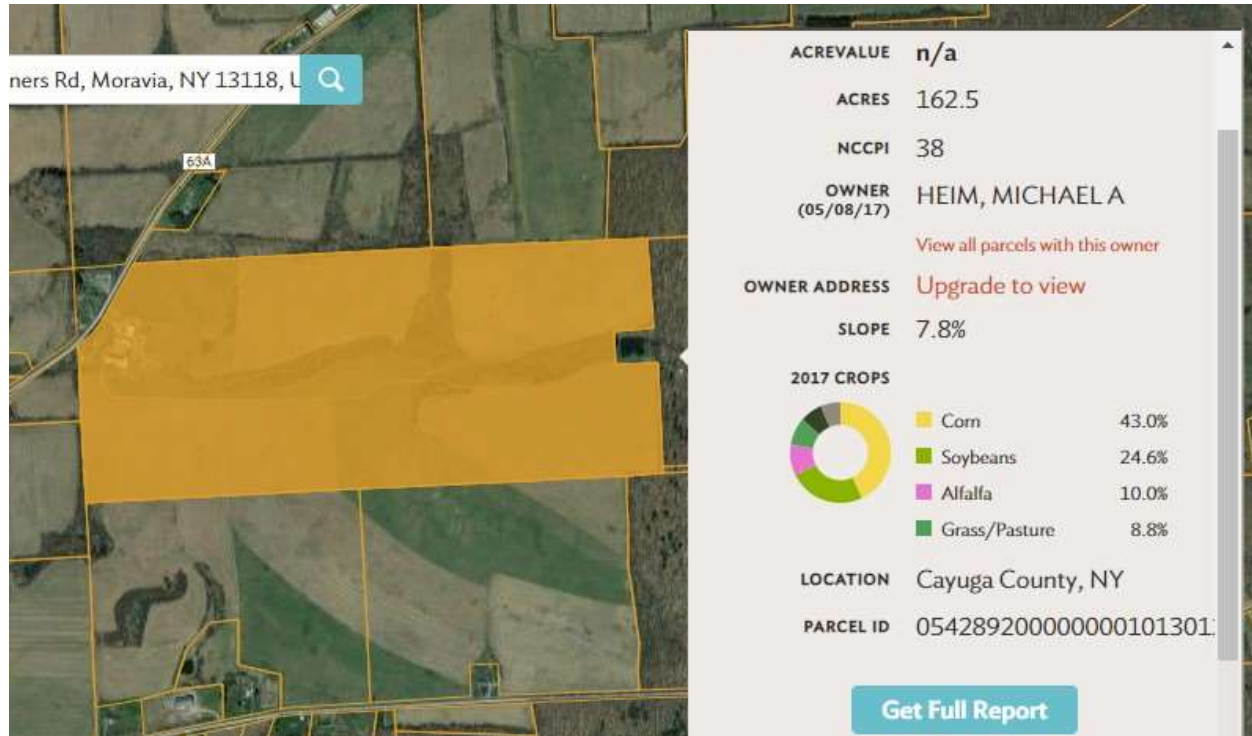 ners Rd, Moravia, NY 13118, U
63A
ACREVALUE n/a
ACRES 162.5
NCCPI 38
OWNER (05/08/17) HEIM, MICHAEL A
View all parcels with this owner
OWNER ADDRESS Upgrade to view
SLOPE 7.8%
2017 CROPS
Corn 43.0%
Soybeans 24.6%
Alfalfa 10.0%
Grass/Pasture 8.8%
LOCATION Cayuga County, NY
PARCEL ID 054289200000000101301
Get Full Report